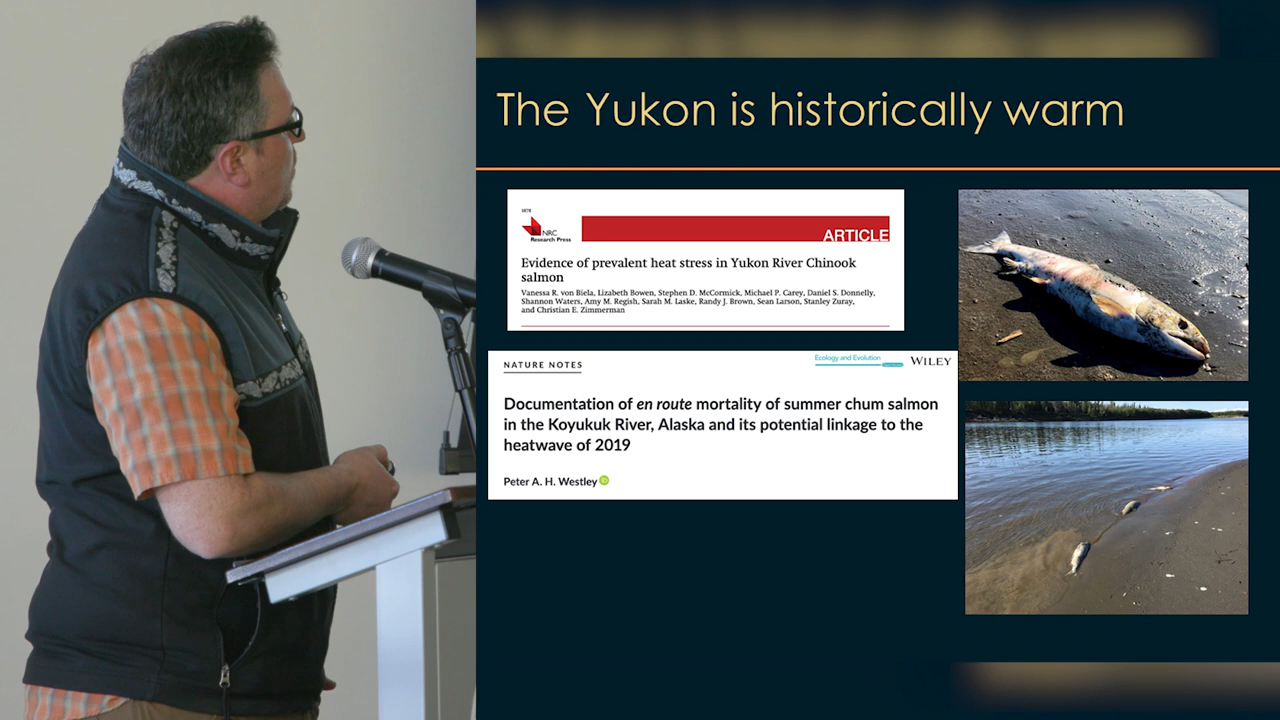 The Yukon is historically warm
1078
NRC
Research Press
ARTICLE
Evidence of prevalent heat stress in Yukon River Chinook
salmon
Vanessa R. von Biela, Lizabeth Bowen, Stephen D. McCormick, Michael P. Carey, Daniel S. Donnelly,
Shannon Waters, Amy M. Regish, Sarah M. Laske, Randy J. Brown, Sean Larson, Stanley Zuray,
and Christian E. Zimmerman
NATURE NOTES
Ecology and Evolution
WILEY
Documentation of en route mortality of summer chum salmon
in the Koyukuk River, Alaska and its potential linkage to the
heatwave of 2019
Peter A. H. Westley